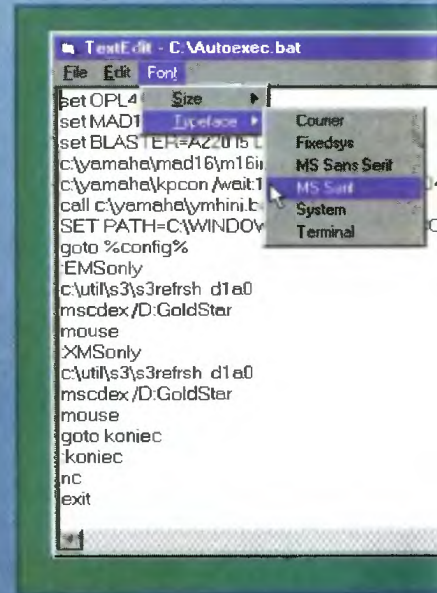 TextEdit - C:\Autoexec.bat
File Edit Font
Size
Typeface
Courier
Fixedsys
MS Sans Serif
MS Serif
System
Terminal
set OPL4
set MAD1
set BLASTER=A220 I5 D
c:\yamaha\mad16\m16in
c:\yamaha\kpcon /wait:1
call c:\yamaha\ymhini.b
SET PATH=C:\WINDOW
goto %config%
:EMSonly
c:\util\s3\s3refrsh d1a0
mscdex /D:GoldStar
mouse
:XMSonly
c:\util\s3\s3refrsh d1a0
mscdex /D:GoldStar
mouse
goto koniec
:koniec
nc
exit